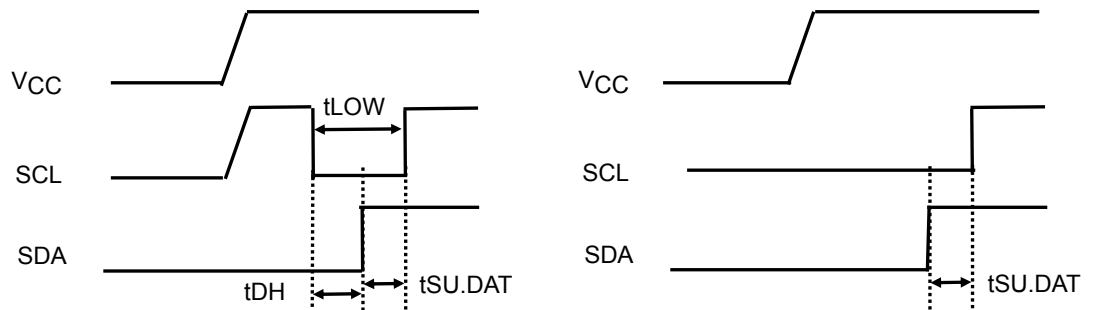 VCC
tLOW
SCL
SDA
tDH
tSU.DAT
VCC
SCL
SDA
tSU.DAT